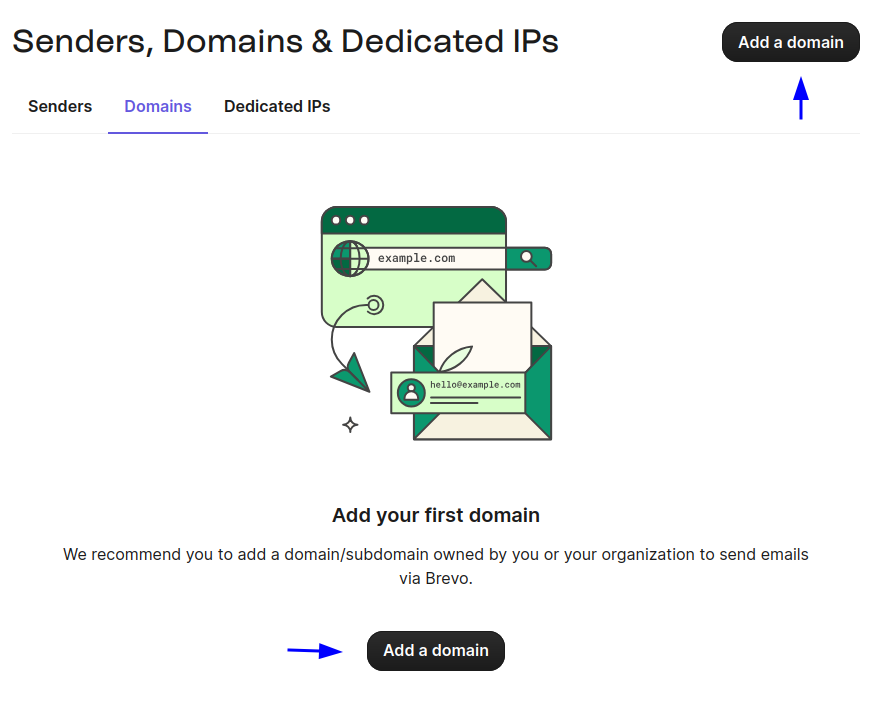 Senders, Domains & Dedicated IPs
Add a domain
Senders
Domains
Dedicated IPs
example.com
hello@example.com
Add your first domain
We recommend you to add a domain/subdomain owned by you or your organization to send emails
via Brevo.
Add a domain